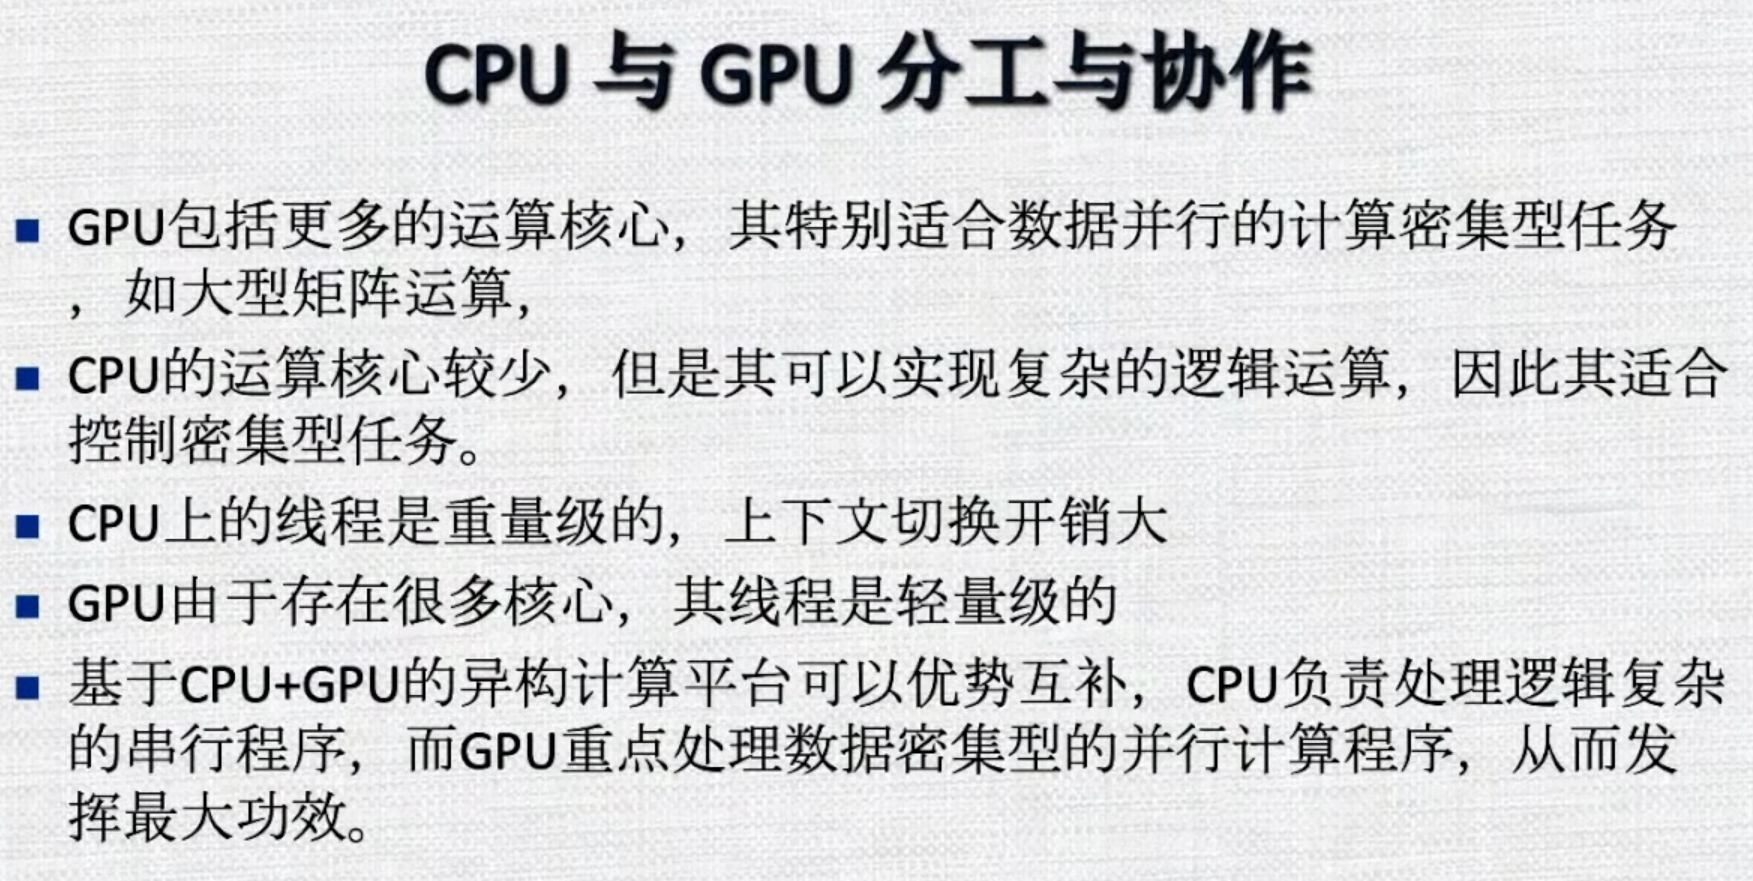 CPU 与 GPU 分工与协作
GPU包括更多的运算核心，其特别适合数据并行的计算密集型任务
，如大型矩阵运算，
CPU的运算核心较少，但是其可以实现复杂的逻辑运算，因此其适合
控制密集型任务。
CPU上的线程是重量级的，上下文切换开销大
GPU由于存在很多核心，其线程是轻量级的
基于CPU+GPU的异构计算平台可以优势互补，CPU负责处理逻辑复杂
的串行程序，而GPU重点处理数据密集型的并行计算程序，从而发
挥最大功效。